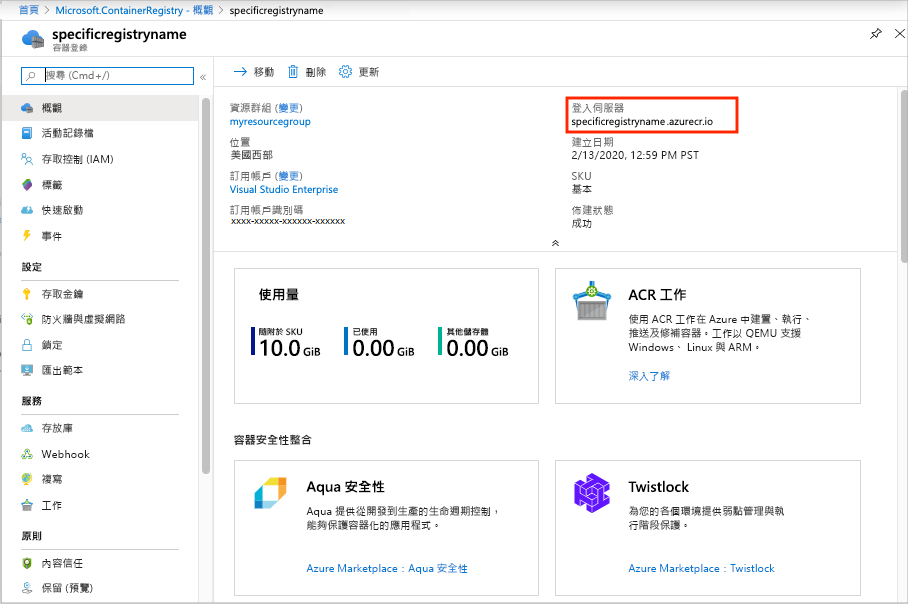 首頁 > Microsoft.ContainerRegistry - 概觀 > specificregistryname
specificregistryname
容器登錄
搜尋 (Cmd+/)
«
概觀
活動記錄檔
存取控制 (IAM)
標籤
快速啟動
事件
設定
存取金鑰
防火牆與虛擬網路
鎖定
匯出範本
服務
存放庫
Webhook
複寫
工作
原則
內容信任
保留 (預覽)
移動 刪除 更新
資源群組 (變更)
myresourcegroup
位置
美國西部
訂用帳戶 (變更)
Visual Studio Enterprise
訂用帳戶識別碼
xxxx-xxxxx-xxxxxx-xxxxxx
登入伺服器
specificregistryname.azurecr.io
建立日期
2/13/2020, 12:59 PM PST
SKU
基本
佈建狀態
成功
使用量
隨附於 SKU
10.0 GiB
已使用
0.00 GiB
其他儲存體
0.00 GiB
ACR 工作
使用 ACR 工作在 Azure 中建置、執行、
推送及修補容器。工作以 QEMU 支援
Windows、 Linux 與 ARM。
深入了解
容器安全性整合
Aqua 安全性
Aqua 提供從開發到生產的生命週期控制，
能夠保護容器化的應用程式。
Azure Marketplace：Aqua 安全性
Twistlock
為您的各個環境提供弱點管理與執
行階段保護。
Azure Marketplace：Twistlock